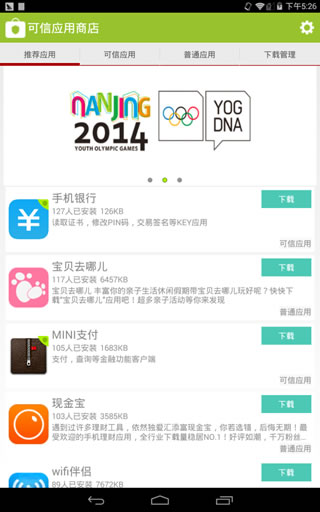 下午5:26
可信应用商店
推荐应用 可信应用 普通应用 下载管理
NANJING
2014
YOUTH OLYMPIC GAMES
YOG
DNA
手机银行
下载
127人已安装 126KB
读取证书，修改PIN码，交易签名等KEY应用
可信应用
宝贝去哪儿
下载
117人已安装 6457KB
宝贝去哪儿 丰富你的亲子生活休闲假期带宝贝去哪玩好呢？快快下
载“宝贝去哪儿”应用吧！超多亲子活动等你来发现
普通应用
MINI支付
下载
105人已安装 1683KB
支付，查询等金融功能客户端
可信应用
现金宝
下载
103人已安装 3585KB
遇到过许多理财工具，依然独爱汇添富现金宝，你若选错，后悔无期！最
受欢迎的手机理财应用，全行业下载量稳居NO.1！好评如潮，千万粉丝...
普通应用
wifi伴侣
下载
89人已安装 7672KB